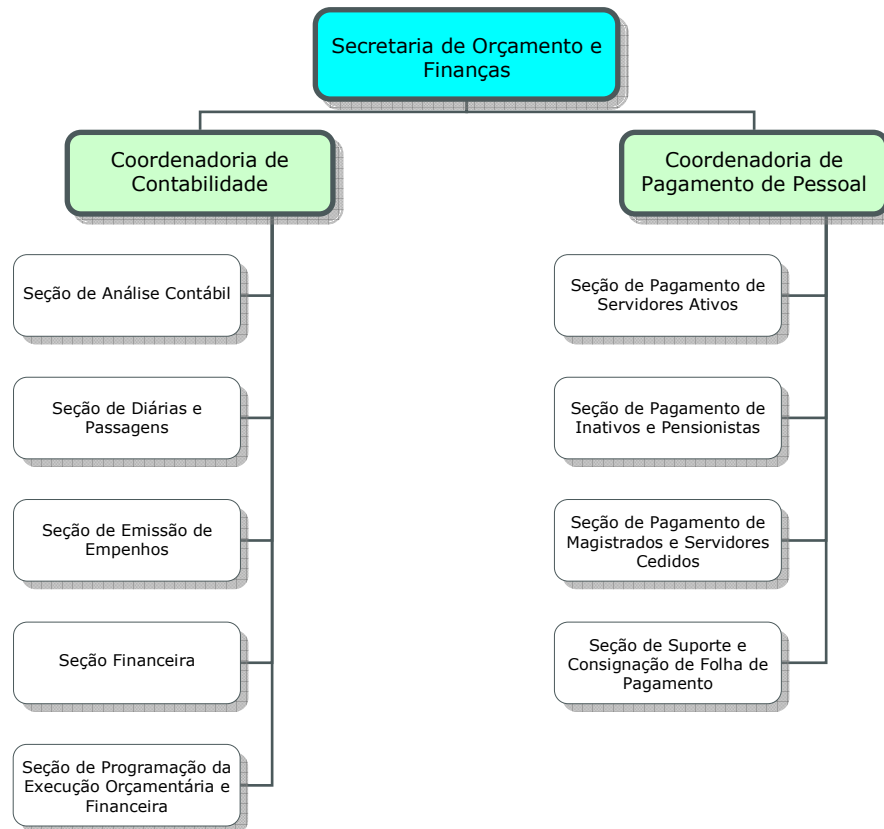 Secretaria de Orçamento e
Finanças
Coordenadoria de
Contabilidade
Coordenadoria de
Pagamento de Pessoal
Seção de Análise Contábil
Seção de Diárias e
Passagens
Seção de Emissão de
Empenhos
Seção Financeira
Seção de Programação da
Execução Orçamentária e
Financeira
Seção de Pagamento de
Servidores Ativos
Seção de Pagamento de
Inativos e Pensionistas
Seção de Pagamento de
Magistrados e Servidores
Cedidos
Seção de Suporte e
Consignação de Folha de
Pagamento